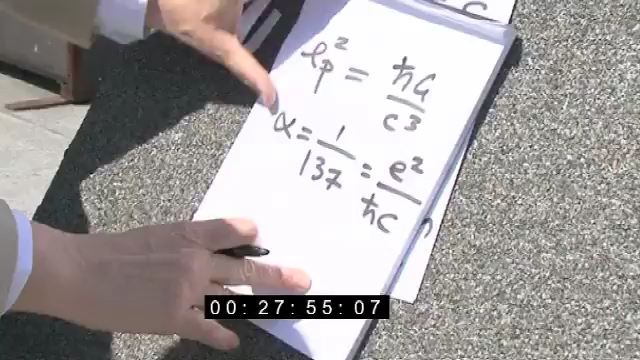 ℓp² = ħG/c³
α = 1/137 = e²/ħc
00:27:55:07